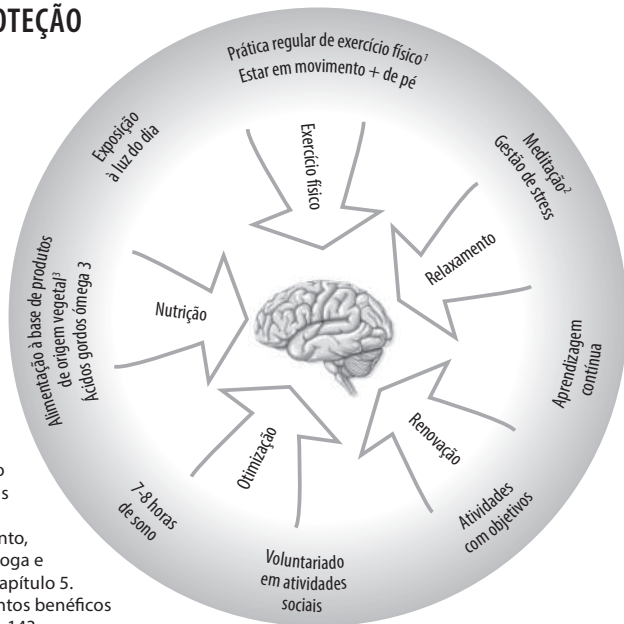 OTEÇÃO
Prática regular de exercício físico¹
Estar em movimento + de pé
Exposição
à luz do dia
Meditação²
Gestão de stress
Exercício físico
Relaxamento
Alimentação à base de produtos
de origem vegetal³
Ácidos gordos ómega 3
Nutrição
Aprendizagem
contínua
Otimização
Renovação
7-8 horas
de sono
Atividades
com objetivos
Voluntariado
em atividades
sociais
o
s
nto,
oga e
apítulo 5.
ntos benéficos